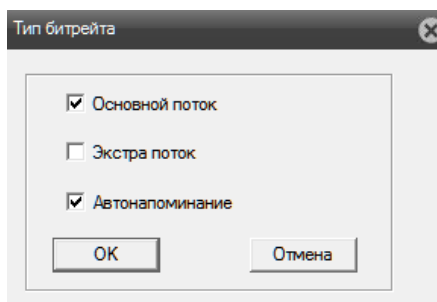 Тип битрейта
Основной поток
Экстра поток
Автонапоминание
OK
Отмена